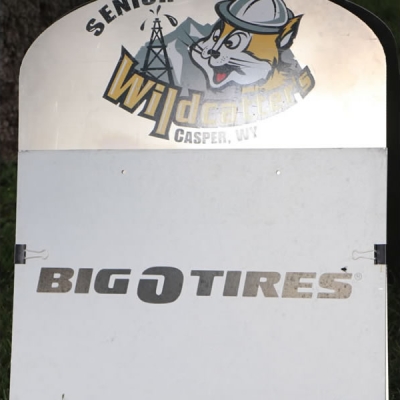 SENIOR
Wildcatters
CASPER, WY
BIG O TIRES®